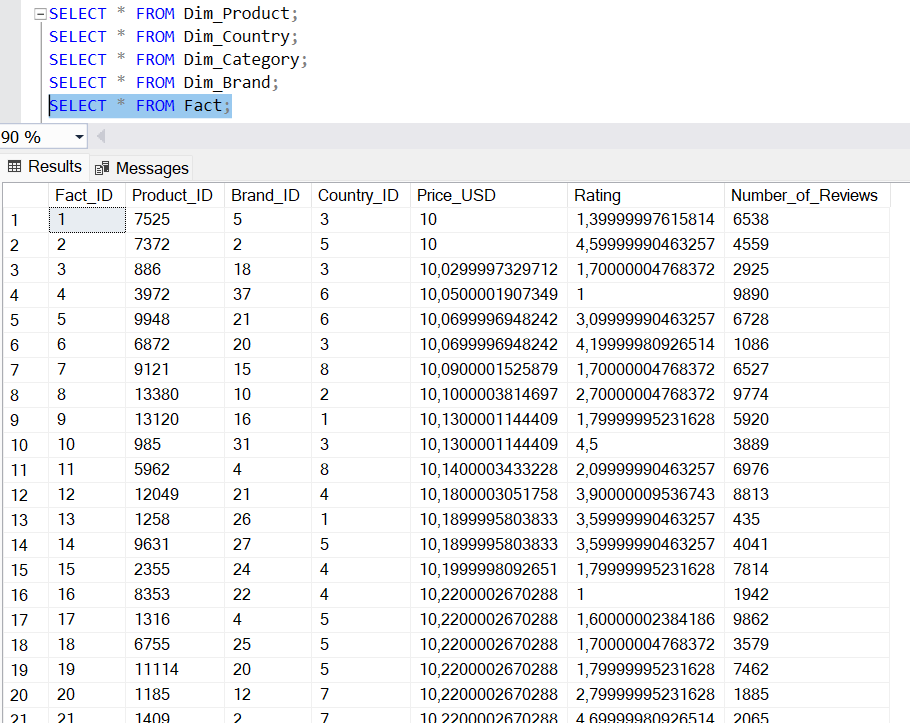 SELECT * FROM Dim_Product;
SELECT * FROM Dim_Country;
SELECT * FROM Dim_Category;
SELECT * FROM Dim_Brand;
SELECT * FROM Fact;
90 %
Results Messages
Fact_ID Product_ID Brand_ID Country_ID Price_USD Rating Number_of_Reviews
1 1 7525 5 3 10 1,39999997615814 6538
2 2 7372 2 5 10 4,59999990463257 4559
3 3 886 18 3 10,0299997329712 1,70000004768372 2925
4 4 3972 37 6 10,0500001907349 1 9890
5 5 9948 21 6 10,0699996948242 3,09999990463257 6728
6 6 6872 20 3 10,0699996948242 4,19999980926514 1086
7 7 9121 15 8 10,0900001525879 1,70000004768372 6527
8 8 13380 10 2 10,1000003814697 2,70000004768372 9774
9 9 13120 16 1 10,1300001144409 1,79999995231628 5920
10 10 985 31 3 10,1300001144409 4,5 3889
11 11 5962 4 8 10,1400003433228 2,09999990463257 6976
12 12 12049 21 4 10,1800003051758 3,90000009536743 8813
13 13 1258 26 1 10,1899995803833 3,59999990463257 435
14 14 9631 27 5 10,1899995803833 3,59999990463257 4041
15 15 2355 24 4 10,1999998092651 1,79999995231628 7814
16 16 8353 22 4 10,2200002670288 1 1942
17 17 1316 4 5 10,2200002670288 1,60000002384186 9862
18 18 6755 25 5 10,2200002670288 1,70000004768372 3579
19 19 11114 20 5 10,2200002670288 1,79999995231628 7462
20 20 1185 12 7 10,2200002670288 2,79999995231628 1885
21 21 1409 2 7 10,2200002670288 4,69999980926514 2065